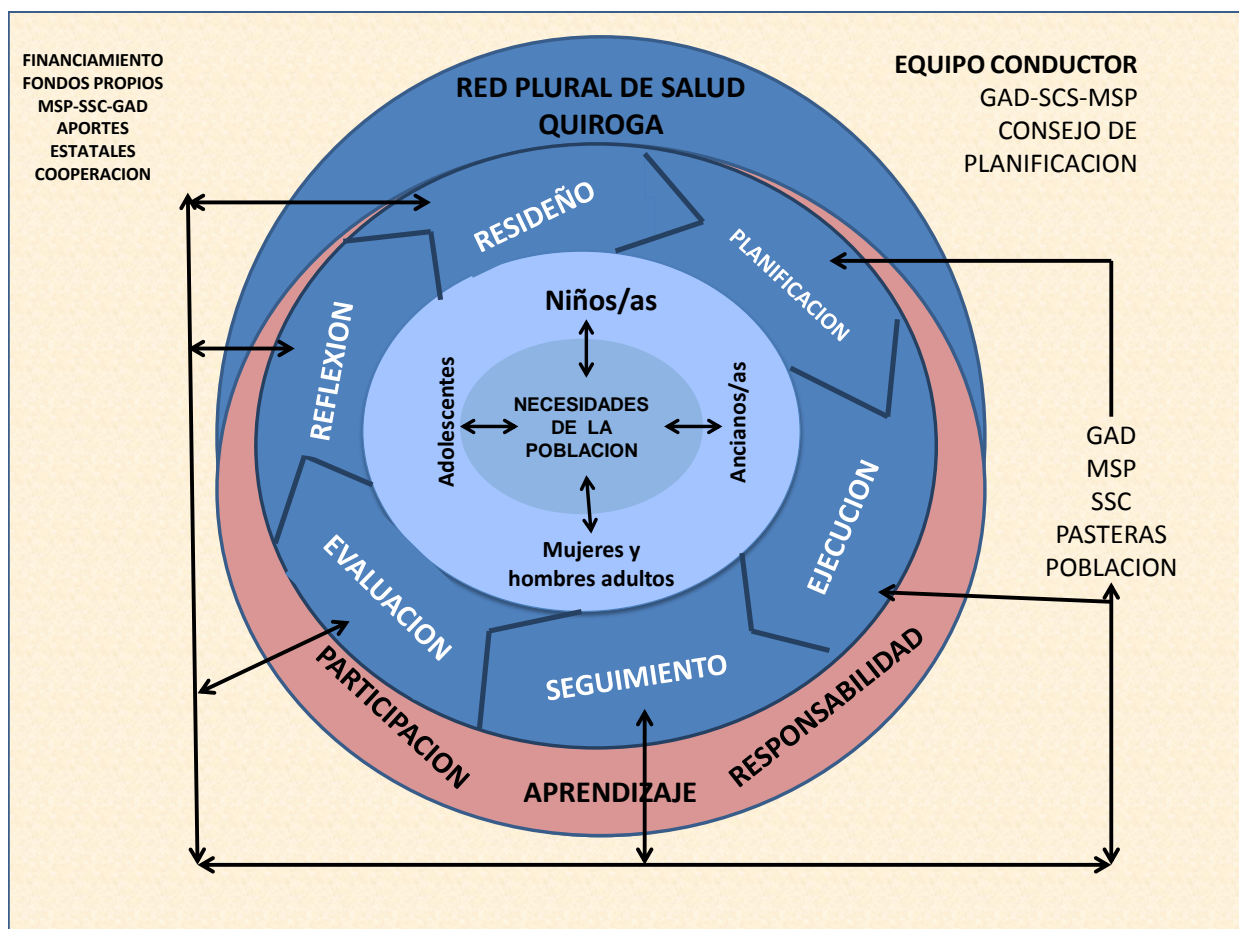 FINANCIAMIENTO
FONDOS PROPIOS
MSP-SSC-GAD
APORTES
ESTATALES
COOPERACION
EQUIPO CONDUCTOR
GAD-SCS-MSP
CONSEJO DE
PLANIFICACION
RED PLURAL DE SALUD
QUIROGA
RESIDEÑO
PLANIFICACION
EJECUCION
SEGUIMIENTO
EVALUACION
REFLEXION
Niños/as
Adolescentes
NECESIDADES
DE LA
POBLACION
Ancianos/as
Mujeres y
hombres adultos
GAD
MSP
SSC
PASTERAS
POBLACION
PARTICIPACION
APRENDIZAJE
RESPONSABILIDAD